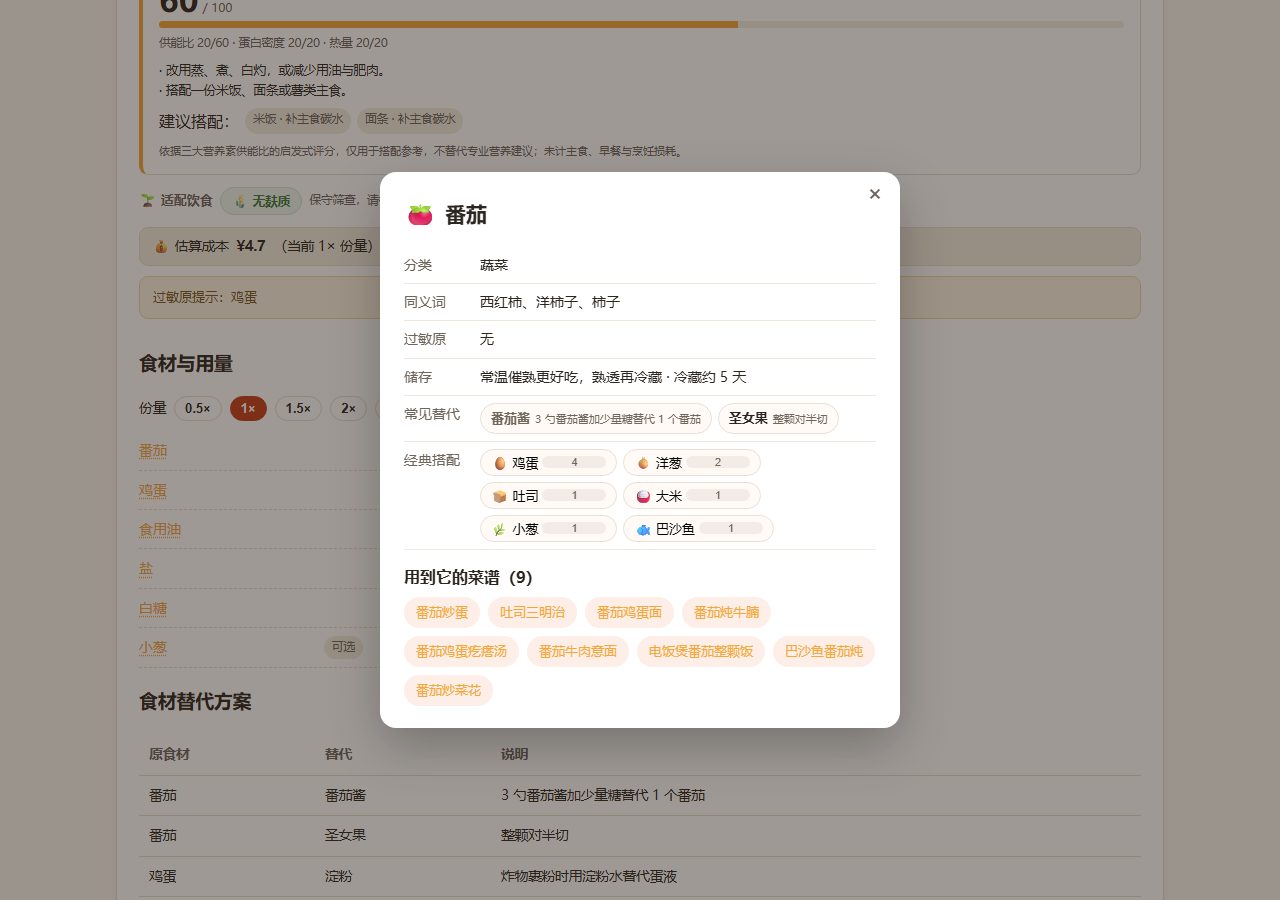 60 / 100
供能比 20/60 · 蛋白密度 20/20 · 热量 20/20
· 改用蒸、煮、白灼，或减少用油与肥肉。
· 搭配一份米饭、面条或薯类主食。
建议搭配： 米饭 · 补主食碳水 面条 · 补主食碳水
依据三大营养素供能比的启发式评分，仅用于搭配参考，不替代专业营养建议；未计主食、早餐与烹饪损耗。
适配饮食 无麸质 保守筛查，请
估算成本 ¥4.7 （当前 1× 份量）
过敏原提示：鸡蛋
食材与用量
份量 0.5× 1× 1.5× 2×
番茄
鸡蛋
食用油
盐
白糖
小葱 可选
食材替代方案
原食材 替代 说明
番茄 番茄酱 3 勺番茄酱加少量糖替代 1 个番茄
番茄 圣女果 整颗对半切
鸡蛋 淀粉 炸物裹粉时用淀粉水替代蛋液
×
番茄
分类 蔬菜
同义词 西红柿、洋柿子、柿子
过敏原 无
储存 常温催熟更好吃，熟透再冷藏 · 冷藏约 5 天
常见替代 番茄酱 3 勺番茄酱加少量糖替代 1 个番茄 圣女果 整颗对半切
经典搭配 鸡蛋 4 洋葱 2
吐司 1 大米 1
小葱 1 巴沙鱼 1
用到它的菜谱（9）
番茄炒蛋 吐司三明治 番茄鸡蛋面 番茄炖牛腩
番茄鸡蛋疙瘩汤 番茄牛肉意面 电饭煲番茄整颗饭 巴沙鱼番茄炖
番茄炒菜花